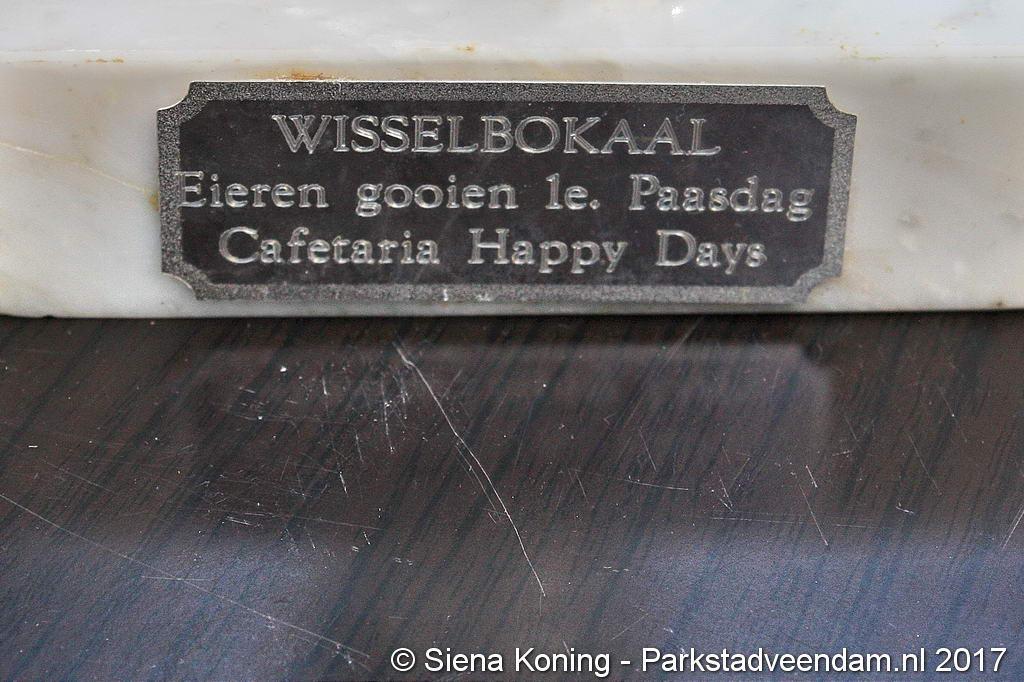 WISSELBOKAAL
Eieren gooien 1e. Paasdag
Cafetaria Happy Days
© Siena Koning - Parkstadveendam.nl 2017